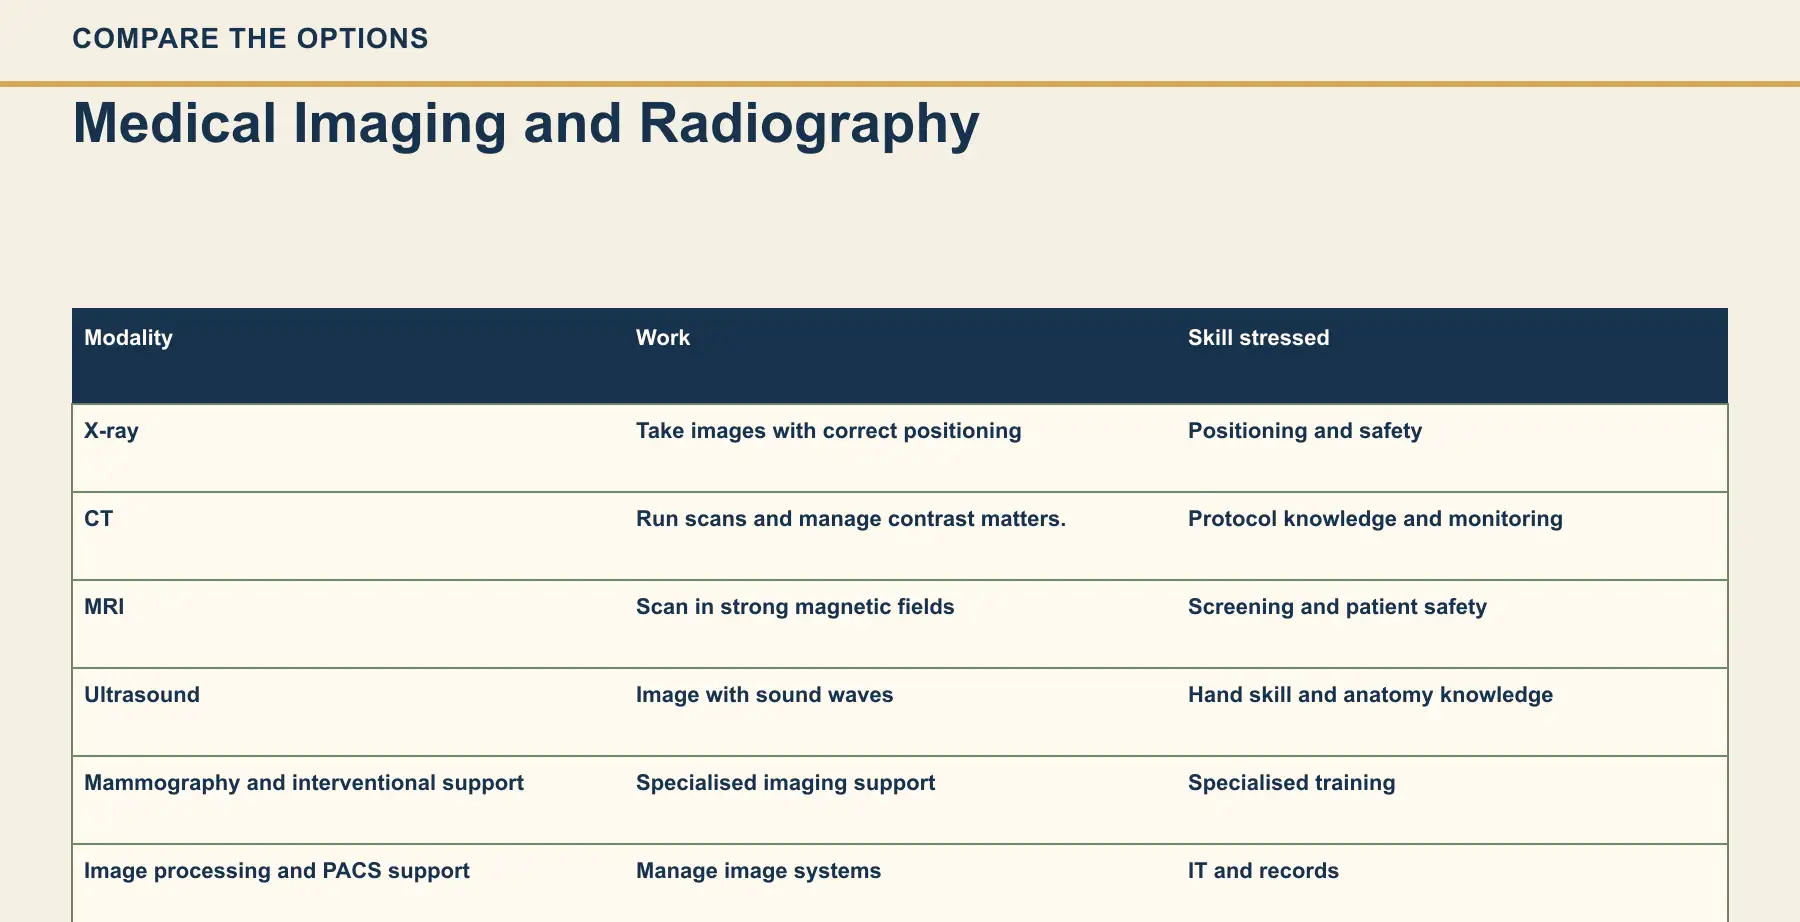 COMPARE THE OPTIONS
Medical Imaging and Radiography
Modality Work Skill stressed
X-ray Take images with correct positioning Positioning and safety
CT Run scans and manage contrast matters. Protocol knowledge and monitoring
MRI Scan in strong magnetic fields Screening and patient safety
Ultrasound Image with sound waves Hand skill and anatomy knowledge
Mammography and interventional support Specialised imaging support Specialised training
Image processing and PACS support Manage image systems IT and records